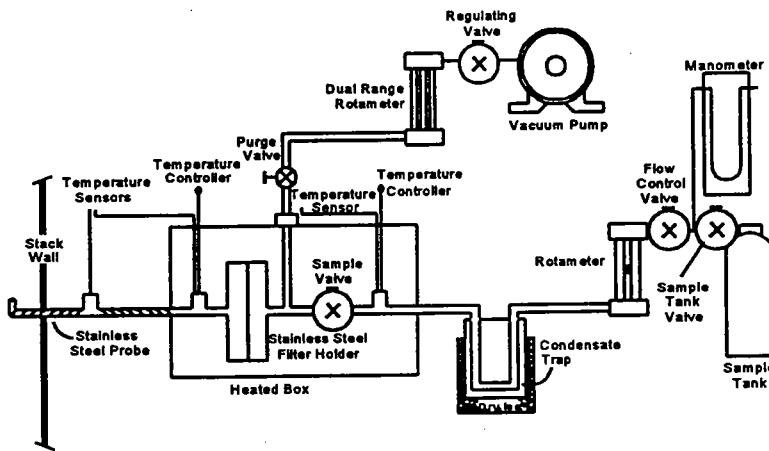 Regulating
Valve
Manometer
Dual Range
Rotameter
Vacuum Pump
Purge
Valve
Temperature
Controller
Temperature
Sensors
Temperature
Sensor
Temperature
Controller
Flow
Control
Valve
Stack
Wall
Sample
Valve
Rotameter
Sample
Tank
Valve
Stainless
Steel Probe
Stainless Steel
Filter Holder
Condensate
Trap
Heated Box
Sample
Tank